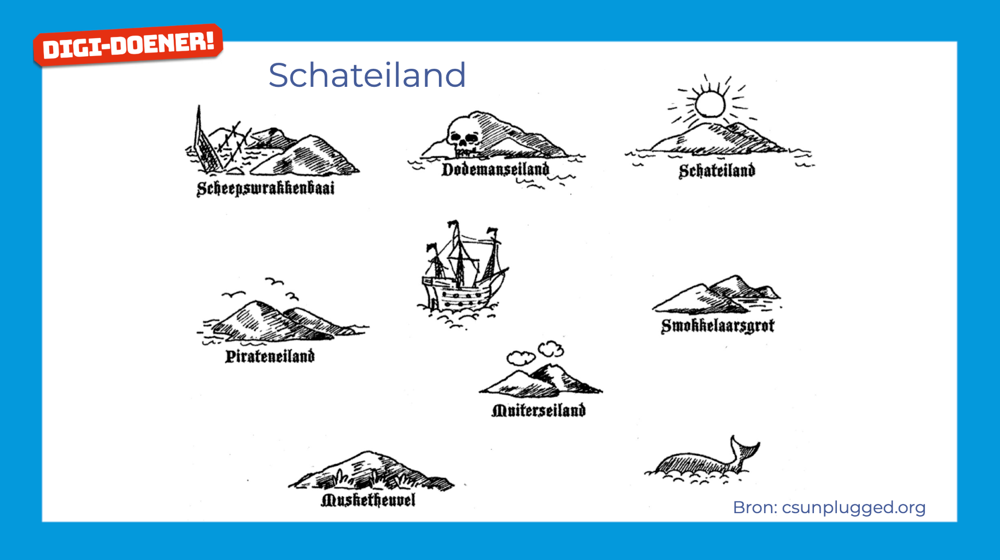 DIGI-DOENER!
Schateiland
Scheepswrakkenbaai
Dodemanseiland
Schateiland
Pirateneiland
Smokkelaarsgrot
Muiterseiland
Musketheuvel
Bron: csunplugged.org